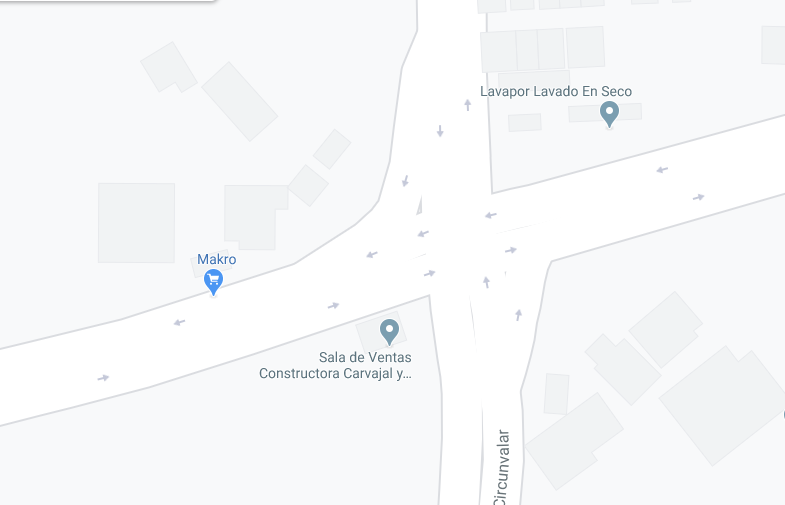 Lavapor Lavado En Seco
Makro
Sala de Ventas
Constructora Carvajal y...
Circunvalar